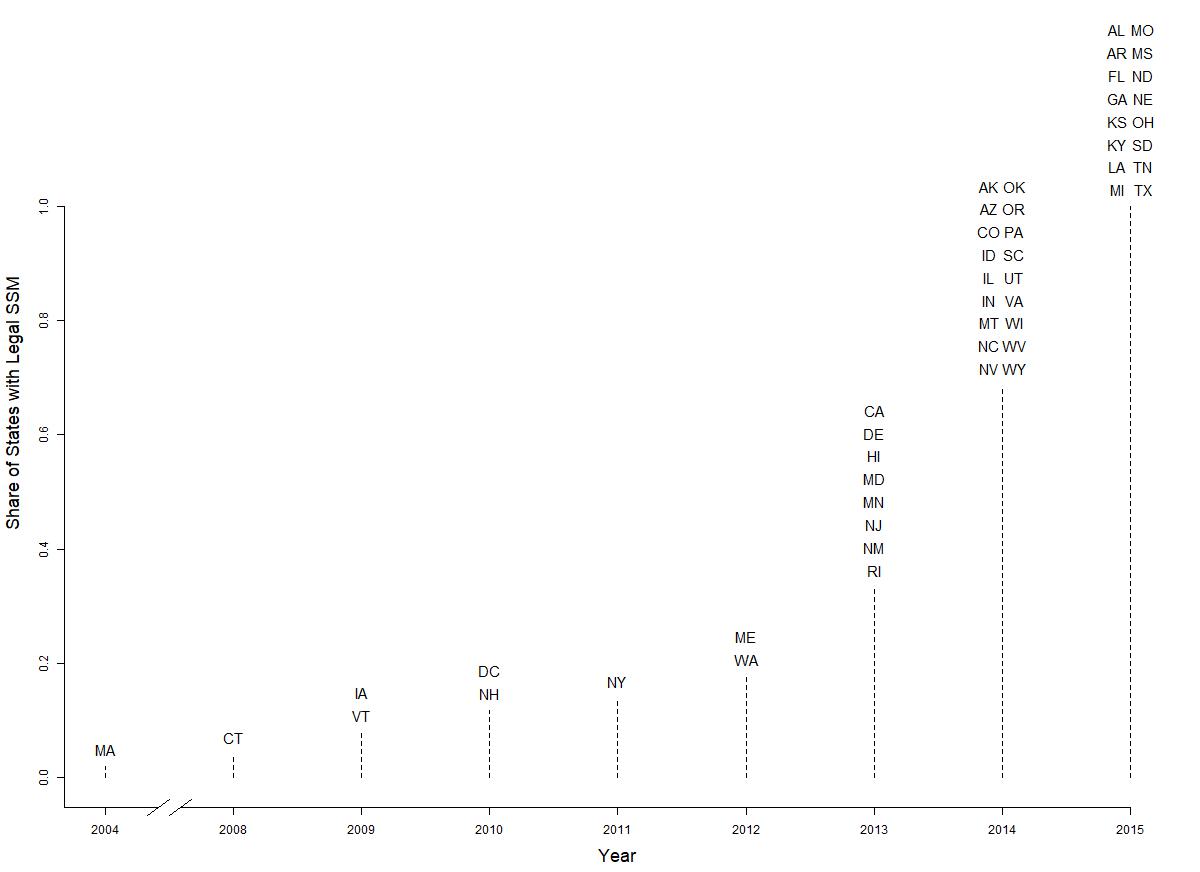 AL MO
AR MS
FL ND
GA NE
KS OH
KY SD
LA TN
MI TX
AK OK
AZ OR
CO PA
ID SC
IL UT
IN VA
MT WI
NC WV
NV WY
CA
DE
HI
MD
MN
NJ
NM
RI
ME
WA
NY
DC
NH
IA
VT
CT
MA
Share of States with Legal SSM
1.0
0.8
0.6
0.4
0.2
0.0
2004 2008 2009 2010 2011 2012 2013 2014 2015
Year